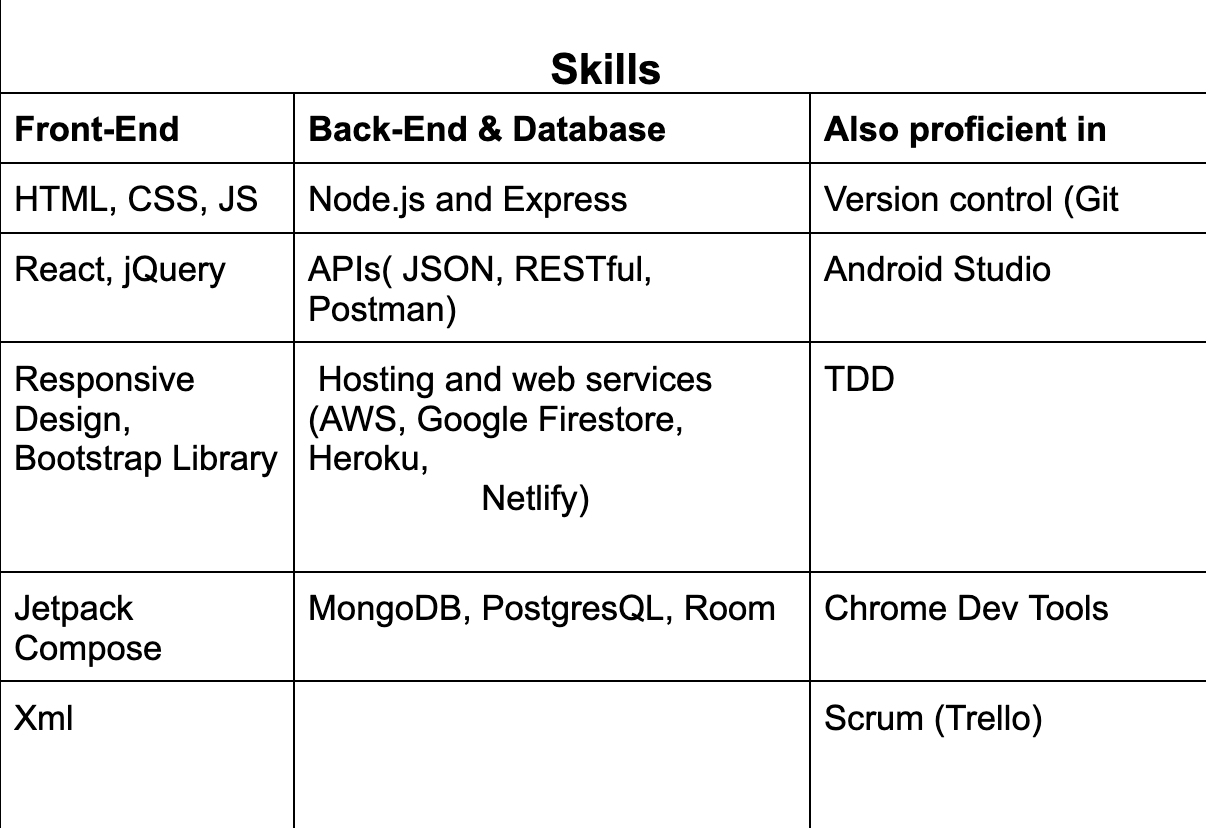 Skills
Front-End
Back-End & Database
Also proficient in
HTML, CSS, JS
Node.js and Express
Version control (Git
React, jQuery
APIs( JSON, RESTful,
Postman)
Android Studio
Responsive
Design,
Bootstrap Library
Hosting and web services
(AWS, Google Firestore,
Heroku,
Netlify)
TDD
Jetpack
Compose
MongoDB, PostgresQL, Room
Chrome Dev Tools
Xml
Scrum (Trello)